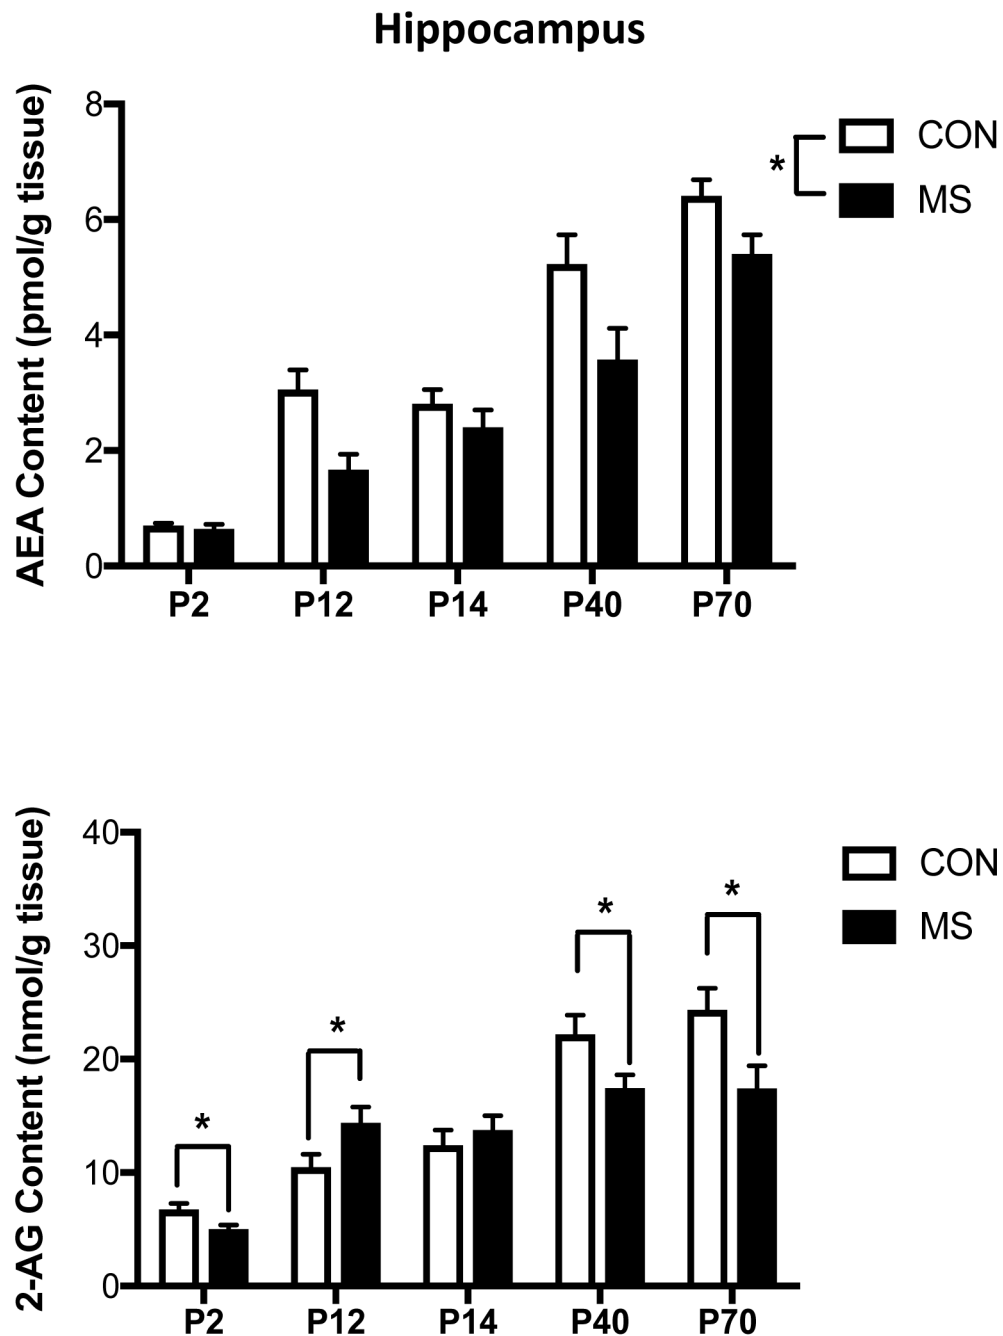 Hippocampus
AEA Content (pmol/g tissue)
8
6
4
2
0
* CON
MS
P2 P12 P14 P40 P70
2-AG Content (nmol/g tissue)
40
30
20
10
0
CON
MS
* * * *
P2 P12 P14 P40 P70